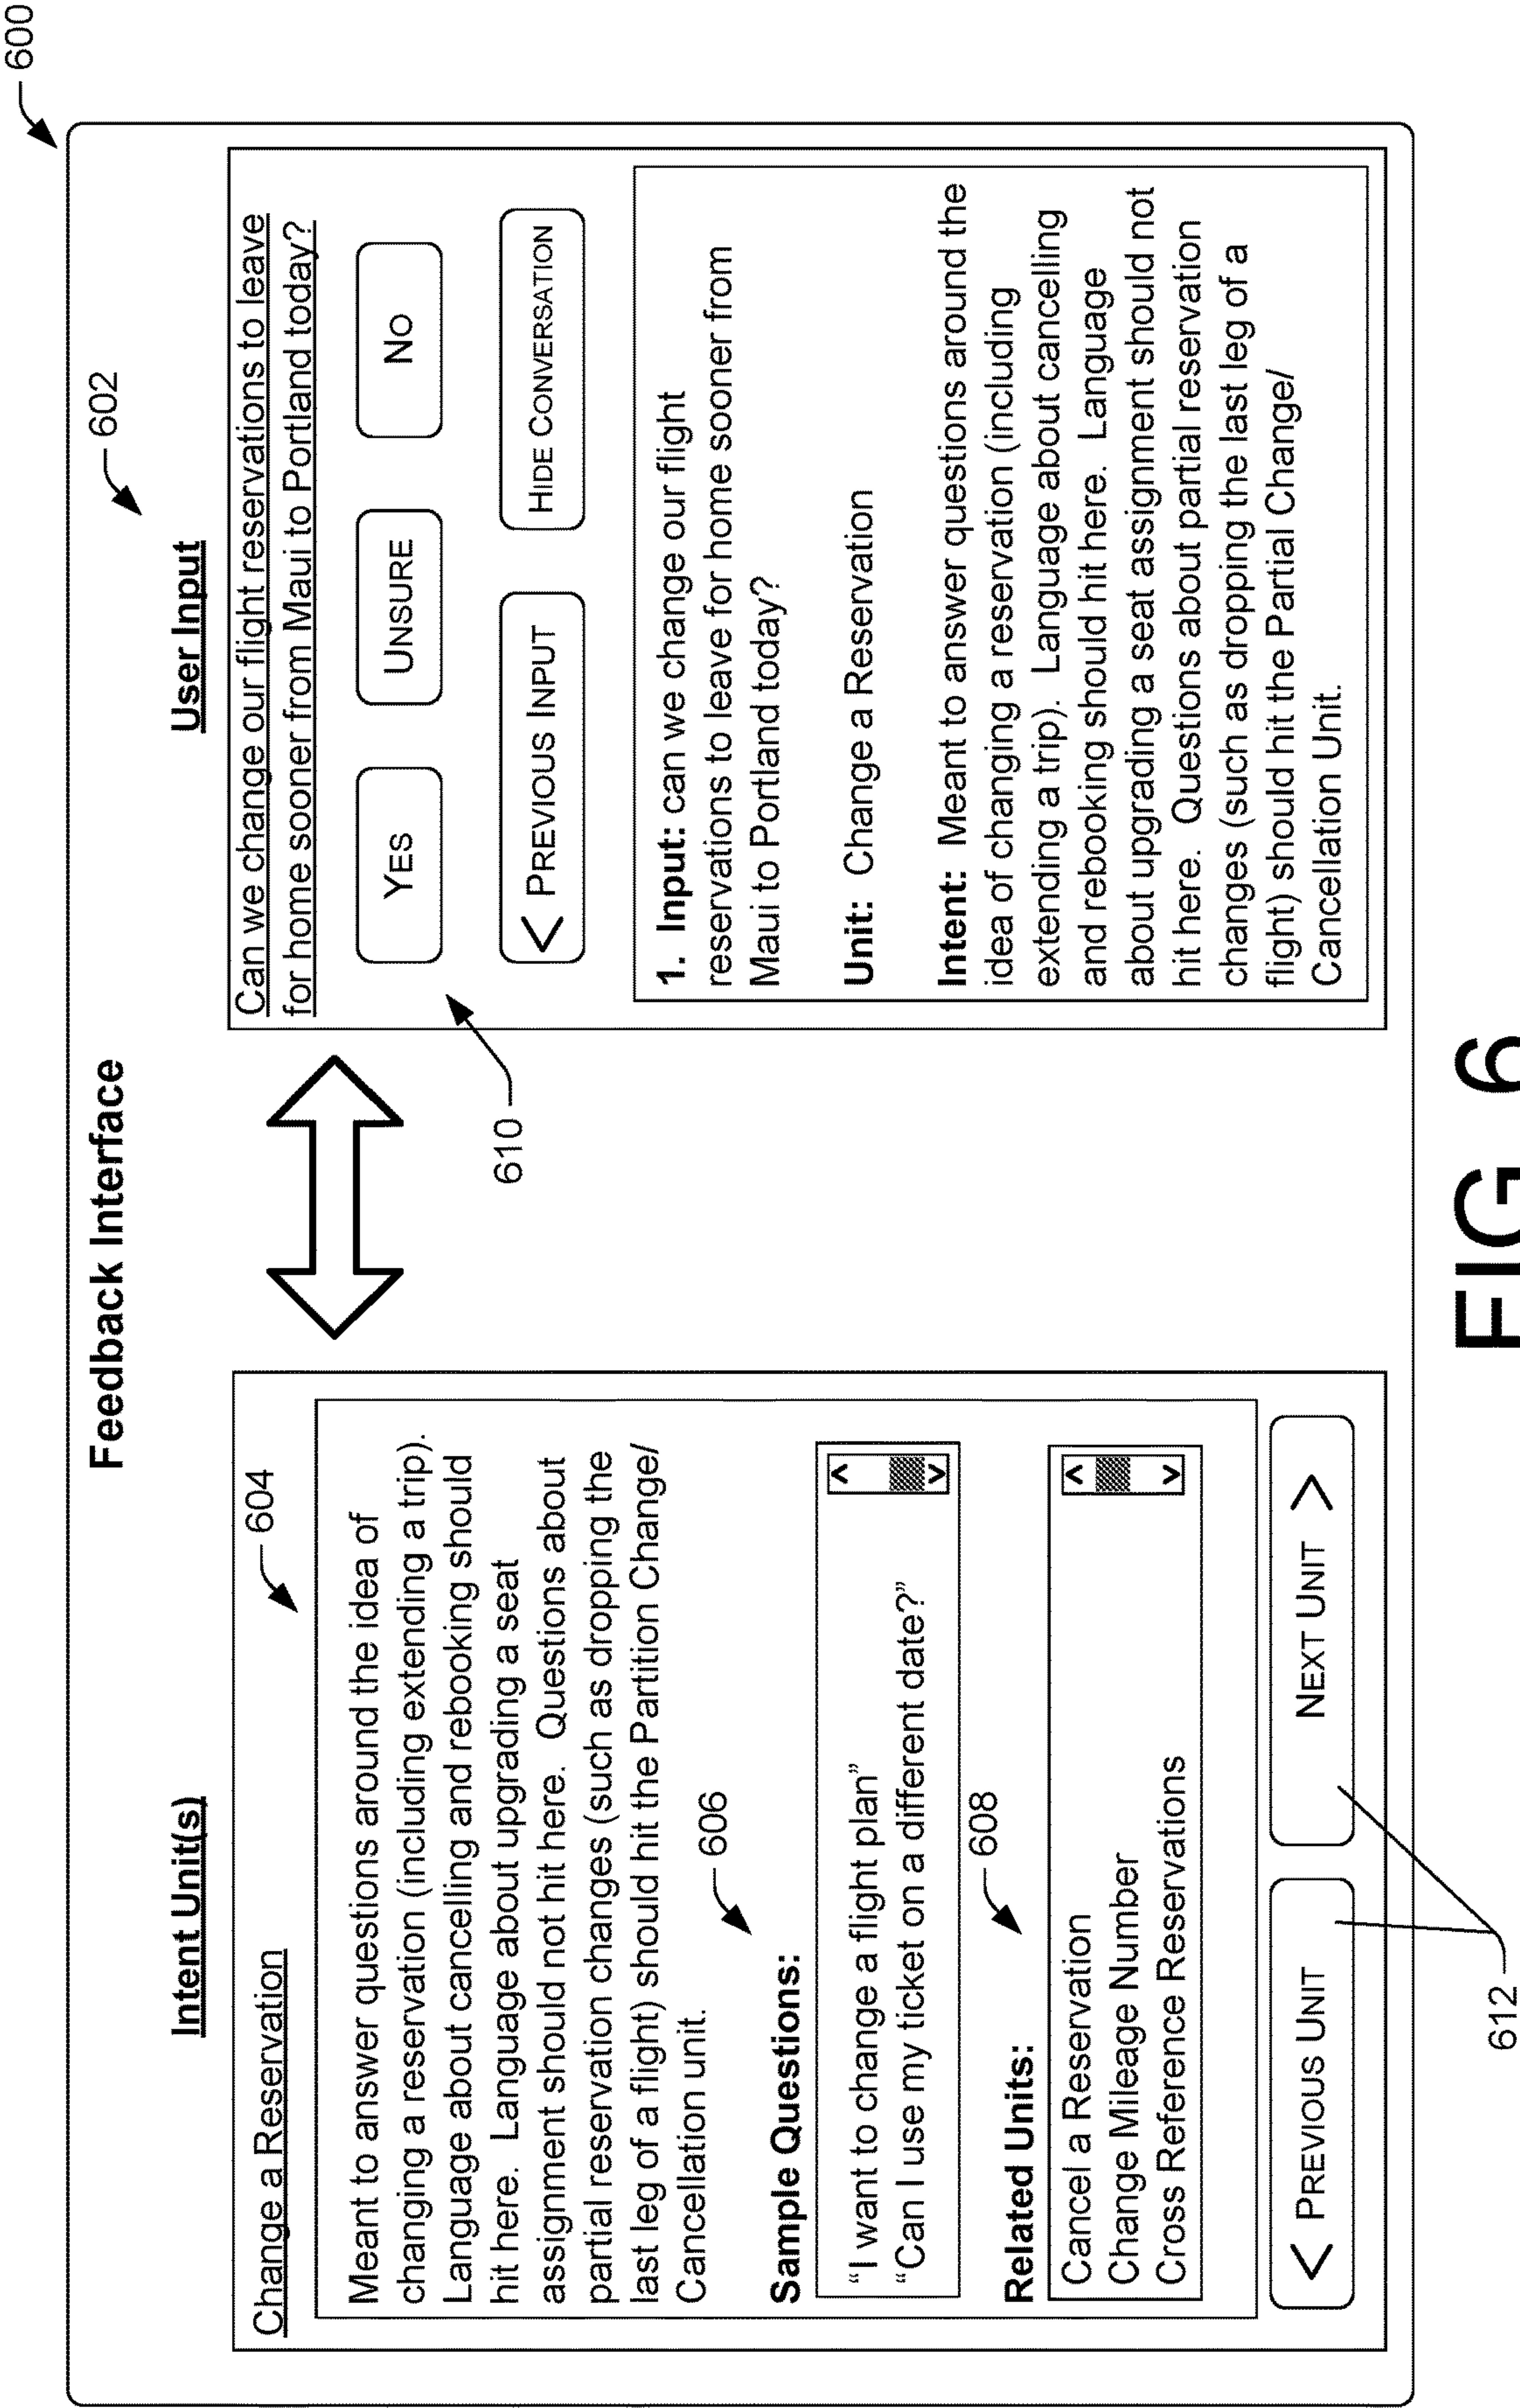 600
Feedback Interface
Intent Unit(s)
Change a Reservation
604
Meant to answer questions around the idea of
changing a reservation (including extending a trip).
Language about cancelling and rebooking should
hit here.  Language about upgrading a seat
assignment should not hit here.  Questions about
partial reservation changes (such as dropping the
last leg of a flight) should hit the Partition Change/
Cancellation unit.
606
Sample Questions:
“I want to change a flight plan”
“Can I use my ticket on a different date?”
608
Related Units:
Cancel a Reservation
Change Mileage Number
Cross Reference Reservations
< PREVIOUS UNIT
NEXT UNIT >
612
User Input
602
Can we change our flight reservations to leave
for home sooner from Maui to Portland today?
YES
UNSURE
NO
610
< PREVIOUS INPUT
HIDE CONVERSATION
1. Input: can we change our flight
reservations to leave for home sooner from
Maui to Portland today?
Unit:  Change a Reservation
Intent:  Meant to answer questions around the
idea of changing a reservation (including
extending a trip).  Language about cancelling
and rebooking should hit here.  Language
about upgrading a seat assignment should not
hit here.  Questions about partial reservation
changes (such as dropping the last leg of a
flight) should hit the Partial Change/
Cancellation Unit.
FIG. 6